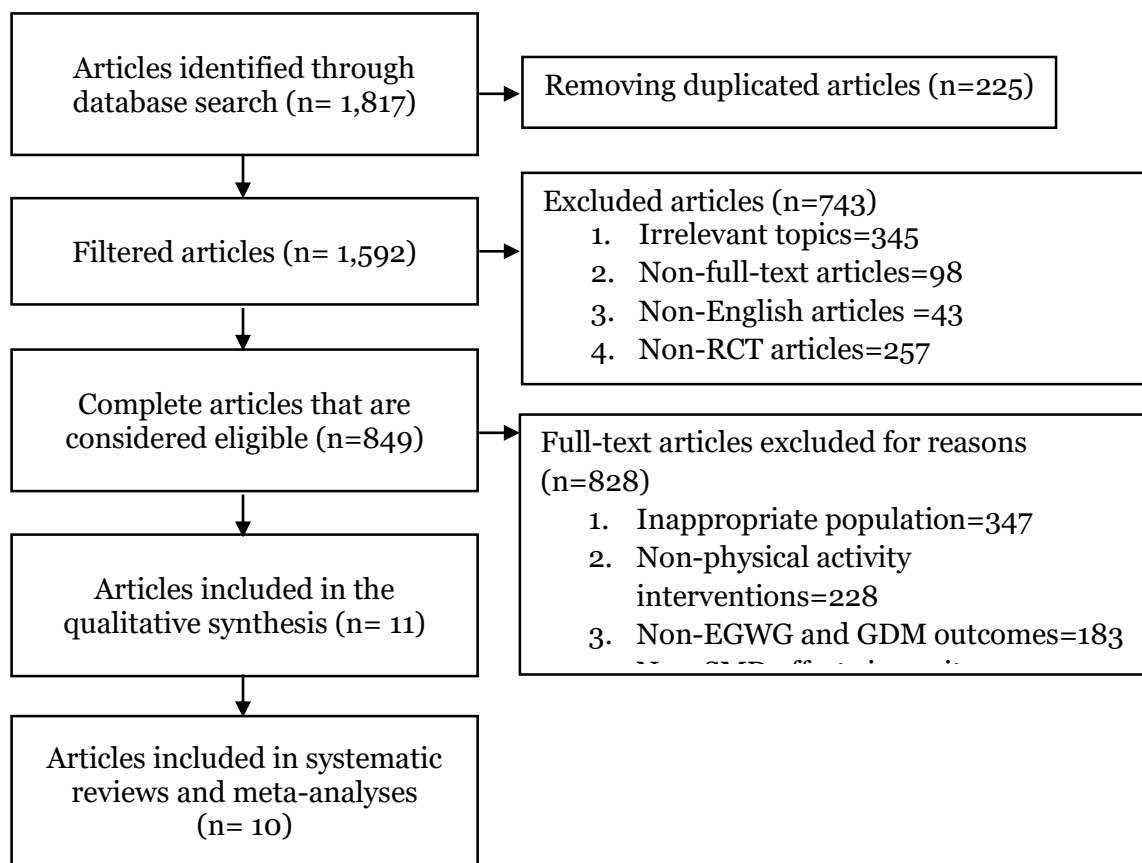 Articles identified through
database search (n= 1,817)
Removing duplicated articles (n=225)
Filtered articles (n= 1,592)
Excluded articles (n=743)
1. Irrelevant topics=345
2. Non-full-text articles=98
3. Non-English articles =43
4. Non-RCT articles=257
Complete articles that are
considered eligible (n=849)
Full-text articles excluded for reasons
(n=828)
1. Inappropriate population=347
2. Non-physical activity
interventions=228
3. Non-EGWG and GDM outcomes=183
Articles included in the
qualitative synthesis (n= 11)
Articles included in systematic
reviews and meta-analyses
(n= 10)